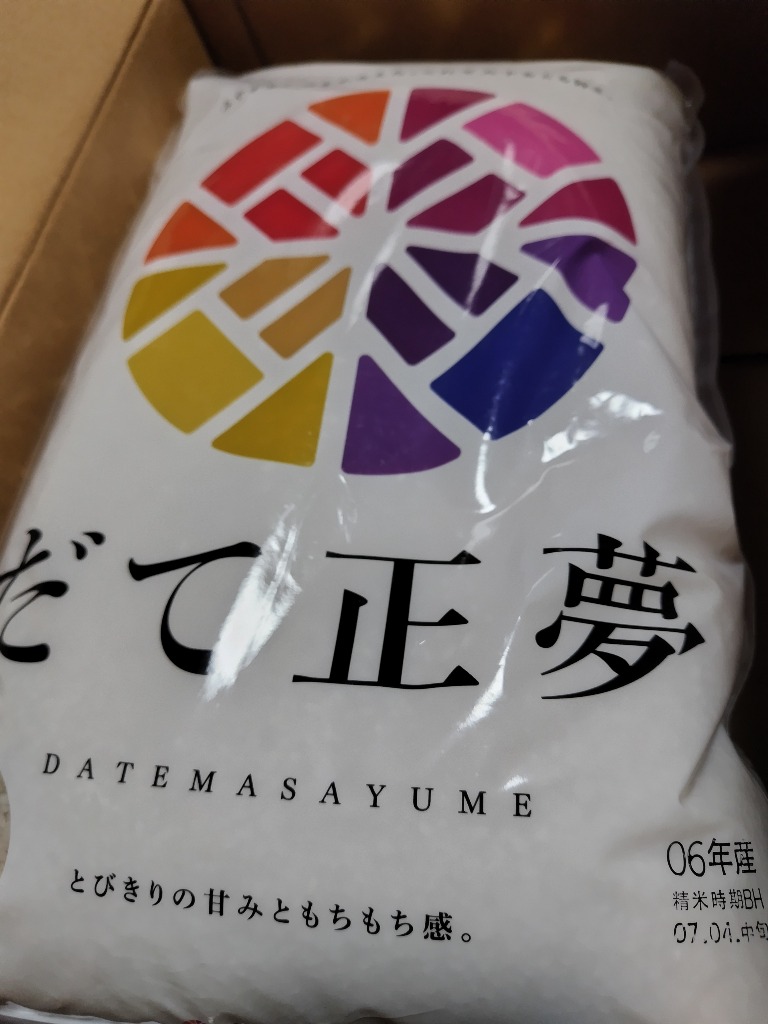 だて正夢
DATEMASAYUME
とびきりの甘みともちもち感。
06年産
精米時期BH
07.04.中旬